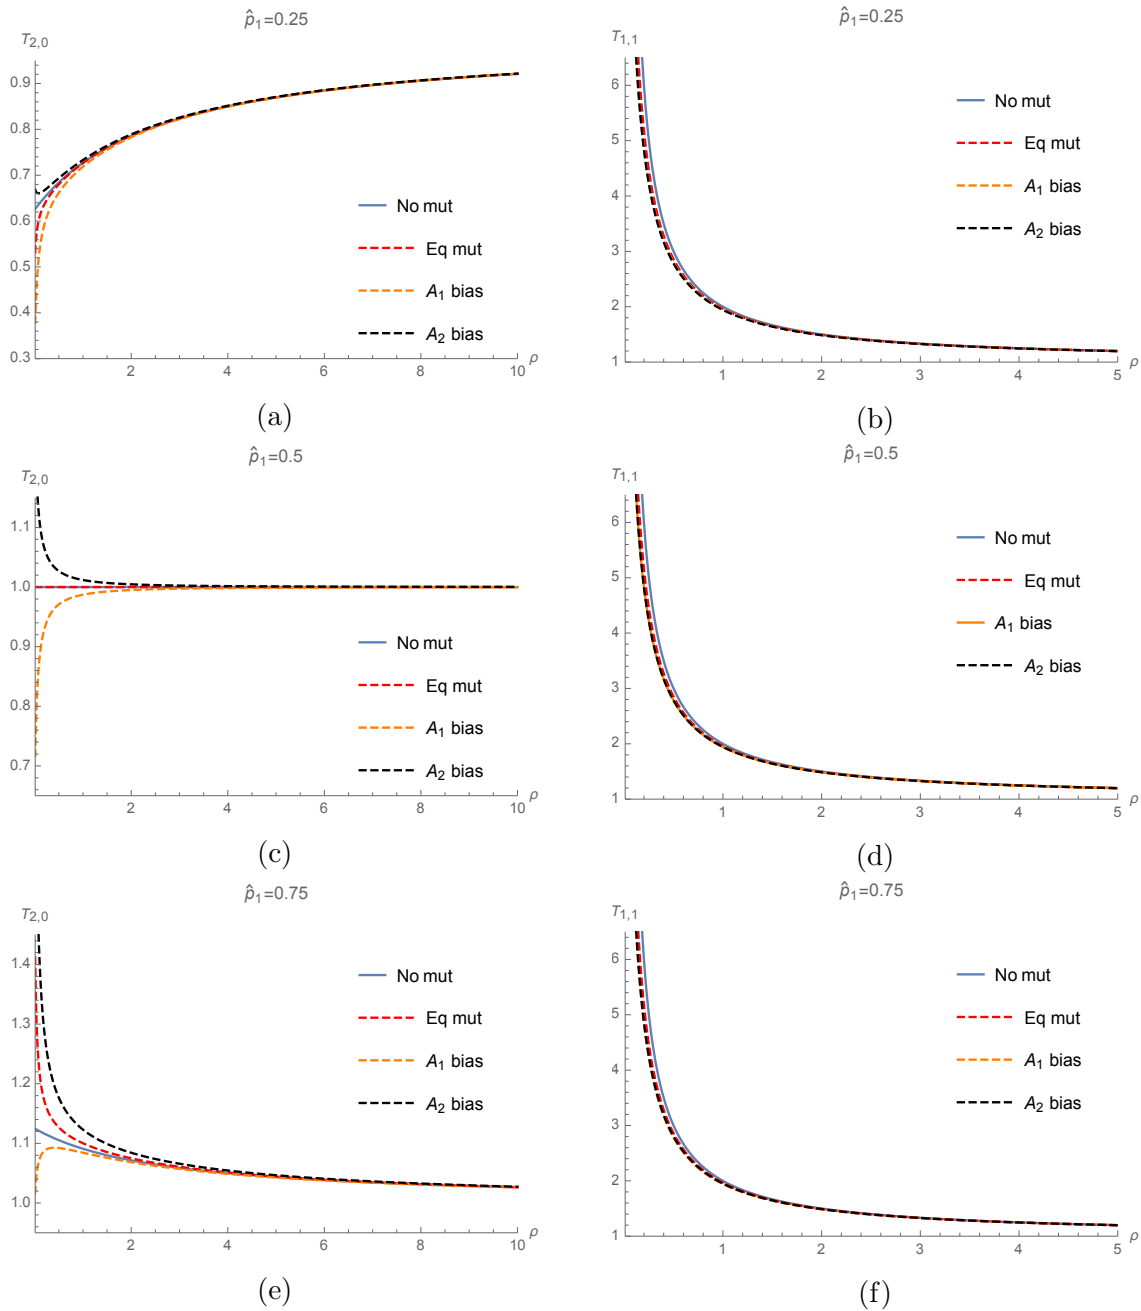 p̂1=0.25
T2,0
0.9
0.8
0.7
0.6
0.5
0.4
0.3
2 4 6 8 10
ρ
No mut
Eq mut
A1 bias
A2 bias
(a)
p̂1=0.25
T1,1
6
5
4
3
2
1
1 2 3 4 5
ρ
No mut
Eq mut
A1 bias
A2 bias
(b)
p̂1=0.5
T2,0
1.1
1.0
0.9
0.8
0.7
2 4 6 8 10
ρ
No mut
Eq mut
A1 bias
A2 bias
(c)
p̂1=0.5
T1,1
6
5
4
3
2
1
1 2 3 4 5
ρ
No mut
Eq mut
A1 bias
A2 bias
(d)
p̂1=0.75
T2,0
1.4
1.3
1.2
1.1
1.0
2 4 6 8 10
ρ
No mut
Eq mut
A1 bias
A2 bias
(e)
p̂1=0.75
T1,1
6
5
4
3
2
1
1 2 3 4 5
ρ
No mut
Eq mut
A1 bias
A2 bias
(f)